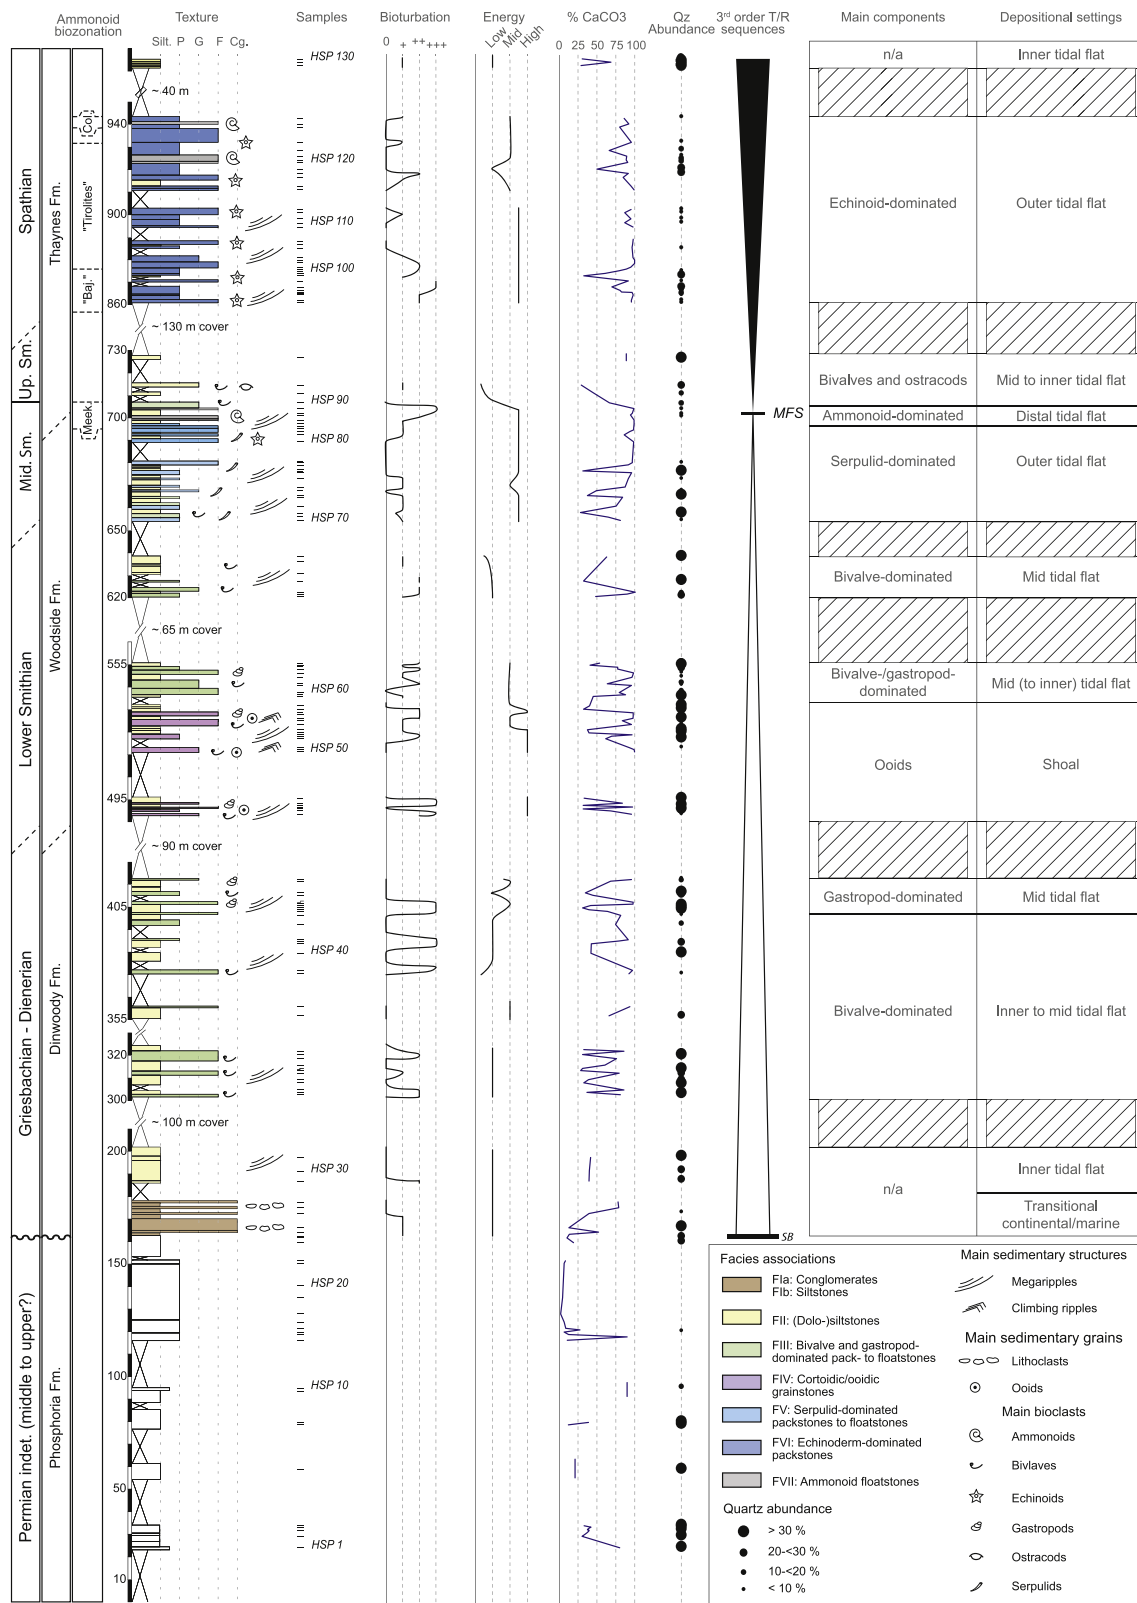 Ammonoid
biozonation
Texture
Silt. P G F Cg.
Samples
Bioturbation
0 + ++ +++
Energy
Low Mid High
% CaCO3
0 25 50 75 100
Qz
Abundance
3rd order T/R
sequences
Main components
Depositional settings
Spathian
Up. Sm.
Mid. Sm.
Lower Smithian
Griesbachian - Dienerian
Permian indet. (middle to upper?)
Thaynes Fm.
Woodside Fm.
Dinwoody Fm.
Phosphoria Fm.
Col.
"Tirolites"
"Baj."
Meek.
~ 40 m
940
900
860
~ 130 m cover
730
700
650
620
~ 65 m cover
555
495
~ 90 m cover
405
355
320
300
~ 100 m cover
200
150
100
50
10
HSP 130
HSP 120
HSP 110
HSP 100
HSP 90
HSP 80
HSP 70
HSP 60
HSP 50
HSP 40
HSP 30
HSP 20
HSP 10
HSP 1
MFS
SB
n/a
Inner tidal flat
Echinoid-dominated
Outer tidal flat
Bivalves and ostracods
Mid to inner tidal flat
Ammonoid-dominated
Distal tidal flat
Serpulid-dominated
Outer tidal flat
Bivalve-dominated
Mid tidal flat
Bivalve-/gastropod-
dominated
Mid (to inner) tidal flat
Ooids
Shoal
Gastropod-dominated
Mid tidal flat
Bivalve-dominated
Inner to mid tidal flat
n/a
Inner tidal flat
Transitional
continental/marine
Facies associations
FIa: Conglomerates
FIb: Siltstones
FII: (Dolo-)siltstones
FIII: Bivalve and gastropod-
dominated pack- to floatstones
FIV: Cortoidic/ooidic
grainstones
FV: Serpulid-dominated
packstones to floatstones
FVI: Echinoderm-dominated
packstones
FVII: Ammonoid floatstones
Quartz abundance
> 30 %
20-<30 %
10-<20 %
< 10 %
Main sedimentary structures
Megaripples
Climbing ripples
Main sedimentary grains
Lithoclasts
Ooids
Main bioclasts
Ammonoids
Bivlaves
Echinoids
Gastropods
Ostracods
Serpulids